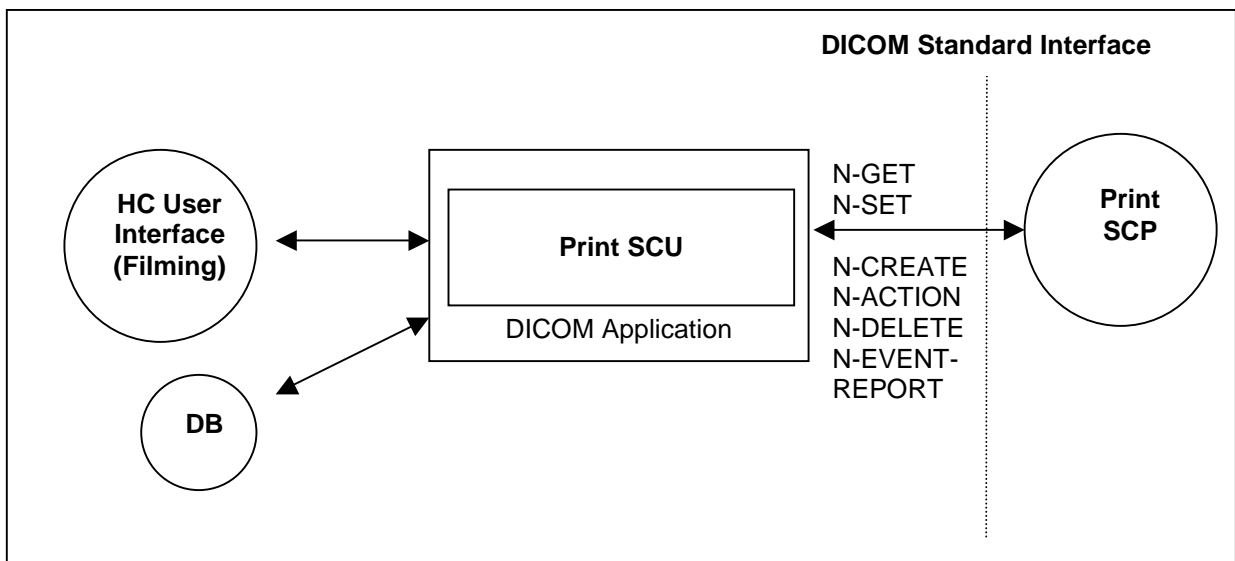 DICOM Standard Interface
HC User
Interface
(Filming)
DB
Print SCU
DICOM Application
N-GET
N-SET
N-CREATE
N-ACTION
N-DELETE
N-EVENT-
REPORT
Print
SCP